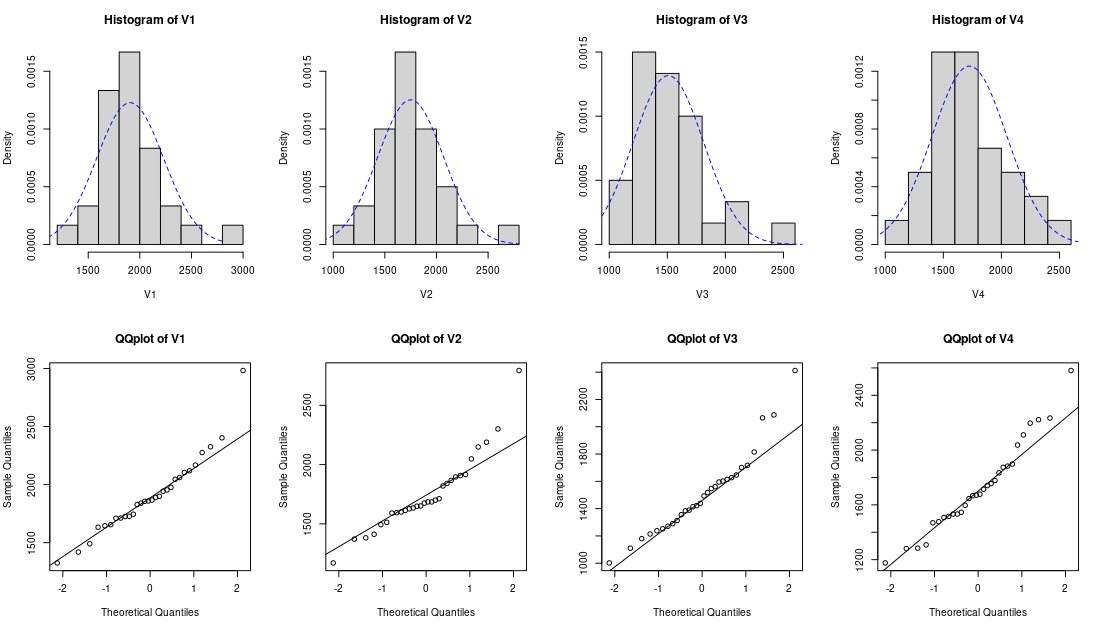 Histogram of V1
Density
0.0000 0.0005 0.0010 0.0015
1500 2000 2500 3000
V1
Histogram of V2
Density
0.0000 0.0005 0.0010 0.0015
1000 1500 2000 2500
V2
Histogram of V3
Density
0.0000 0.0005 0.0010 0.0015
1000 1500 2000 2500
V3
Histogram of V4
Density
0.0000 0.0004 0.0008 0.0012
1000 1500 2000 2500
V4
QQplot of V1
Sample Quantiles
1500 2000 2500 3000
-2 -1 0 1 2
Theoretical Quantiles
QQplot of V2
Sample Quantiles
1500 2000 2500
-2 -1 0 1 2
Theoretical Quantiles
QQplot of V3
Sample Quantiles
1000 1400 1800 2200
-2 -1 0 1 2
Theoretical Quantiles
QQplot of V4
Sample Quantiles
1200 1600 2000 2400
-2 -1 0 1 2
Theoretical Quantiles